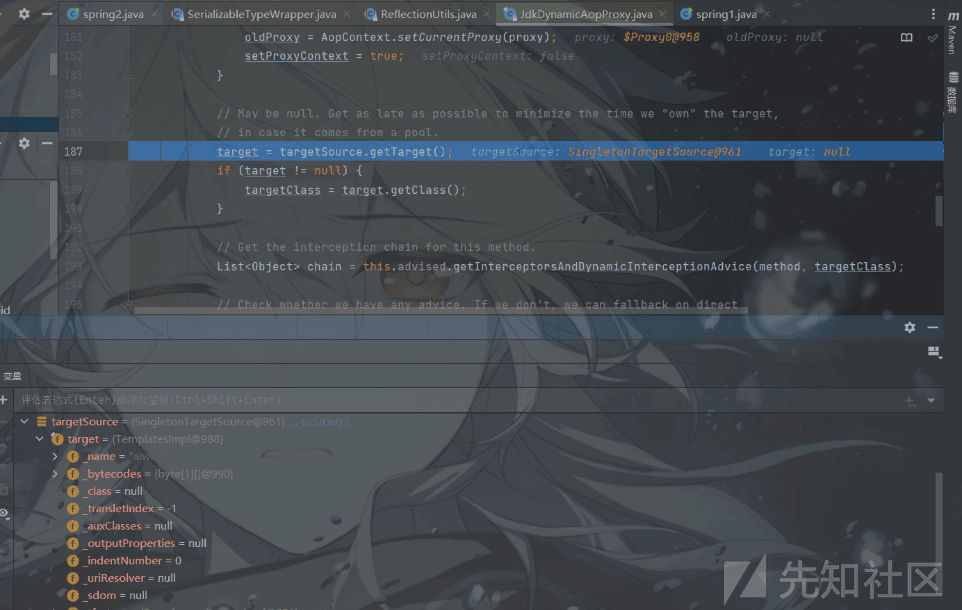 spring2.java SerializableTypeWrapper.java ReflectionUtils.java JdkDynamicAopProxy.java spring1.java
181 oldProxy = AopContext.setCurrentProxy(proxy); proxy: $Proxy0@958 oldProxy: null
182 setProxyContext = true; setProxyContext: false
183 }
184
185 // May be null. Get as late as possible to minimize the time we "own" the target,
186 // in case it comes from a pool.
187 target = targetSource.getTarget(); targetSource: SingletonTargetSource@961 target: null
188 if (target != null) {
189 targetClass = target.getClass();
190 }
191
192 // Get the interception chain for this method.
193 List<Object> chain = this.advised.getInterceptorsAndDynamicInterceptionAdvice(method, targetClass);
194
195 // Check whether we have any advice. If we don't, we can fallback on direct
m
Maven
数据库
id
变量
评估表达式(Enter)或添加监视(Ctrl+Shift+Enter)
targetSource = {SingletonTargetSource@961} ... toString()
target = {TemplatesImpl@988}
_name =
_bytecodes = {byte[1][]@990}
_class = null
_transletIndex = -1
_auxClasses = null
_outputProperties = null
_indentNumber = 0
_uriResolver = null
_sdom = null
先知社区